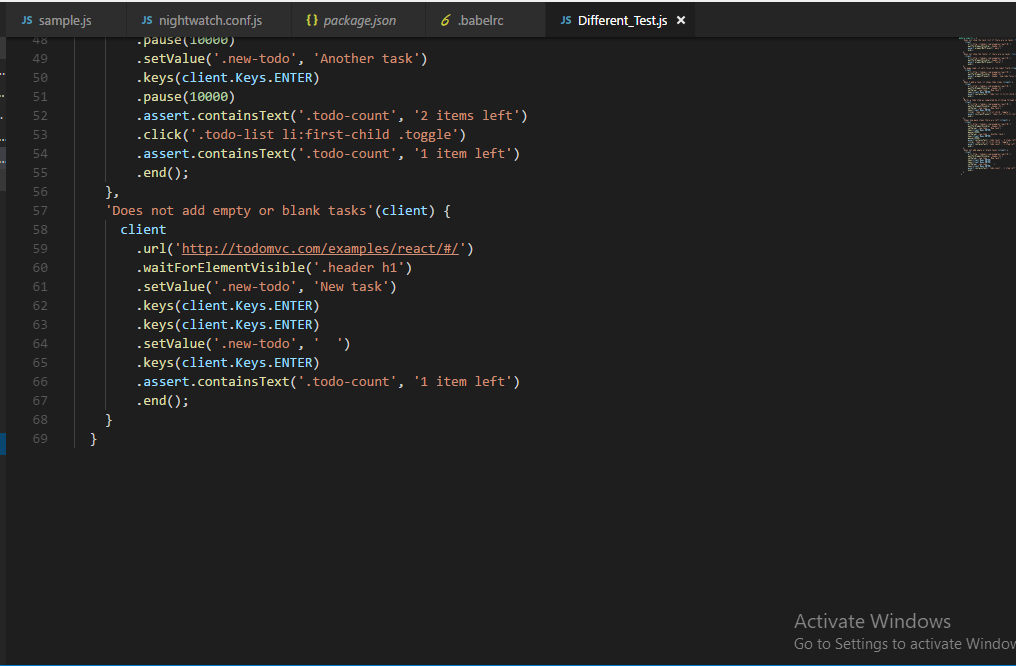 JS sample.js JS nightwatch.conf.js {} package.json 6 .babelrc JS Different_Test.js ×
48 .pause(10000)
49 .setValue('.new-todo', 'Another task')
50 .keys(client.Keys.ENTER)
51 .pause(10000)
52 .assert.containsText('.todo-count', '2 items left')
53 .click('.todo-list li:first-child .toggle')
54 .assert.containsText('.todo-count', '1 item left')
55 .end();
56 },
57 'Does not add empty or blank tasks'(client) {
58 client
59 .url('http://todomvc.com/examples/react/#/')
60 .waitForElementVisible('.header h1')
61 .setValue('.new-todo', 'New task')
62 .keys(client.Keys.ENTER)
63 .keys(client.Keys.ENTER)
64 .setValue('.new-todo', '  ')
65 .keys(client.Keys.ENTER)
66 .assert.containsText('.todo-count', '1 item left')
67 .end();
68 }
69 }
Activate Windows
Go to Settings to activate Window